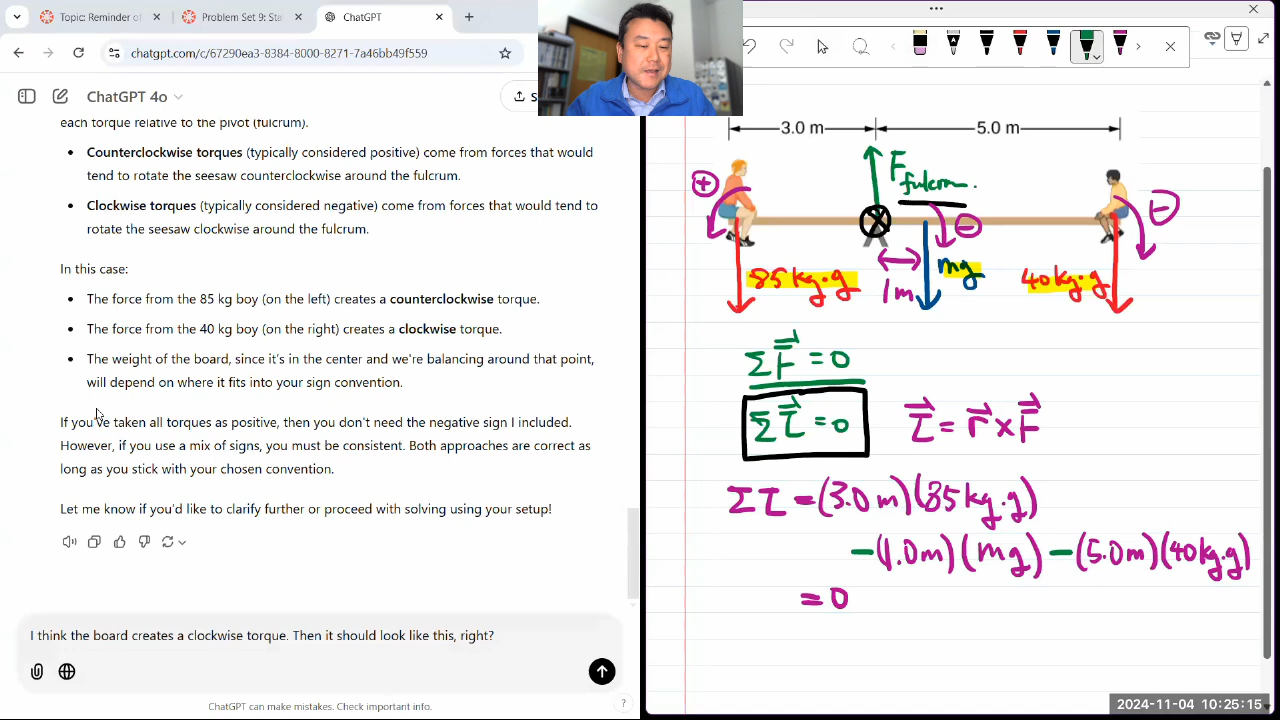 Topic: Reminder of
Problem Set 9: Sta
ChatGPT
ChatGPT 4o
each torque relative to the pivot (fulcrum).
• Counterclockwise torques (typically considered positive) come from forces that would
tend to rotate the seesaw counterclockwise around the fulcrum.
• Clockwise torques (typically considered negative) come from forces that would tend to
rotate the seesaw clockwise around the fulcrum.
In this case:
• The force from the 85 kg boy (on the left) creates a counterclockwise torque.
• The force from the 40 kg boy (on the right) creates a clockwise torque.
• The weight of the board, since it's in the center and we're balancing around that point,
will depend on where it fits into your sign convention.
If you've taken all torques as positive, then you don't need the negative sign I included.
However, if you use a mix of signs, you must be consistent. Both approaches are correct as
long as you stick with your chosen convention.
Let me know if you'd like to clarify further or proceed with solving using your setup!
I think the board creates a clockwise torque. Then it should look like this, right?
ChatGPT can make mistakes. Check important info.
?
3.0 m
5.0 m
F fulcrum
+
−
−
85kg·g
1m
mg
40kg·g
ΣF⃗ = 0
Στ⃗ = 0
τ⃗ = r⃗ × F⃗
Στ = (3.0m)(85kg·g)
−(1.0m)(mg) −(5.0m)(40kg·g)
= 0
2024-11-04 10:25:15